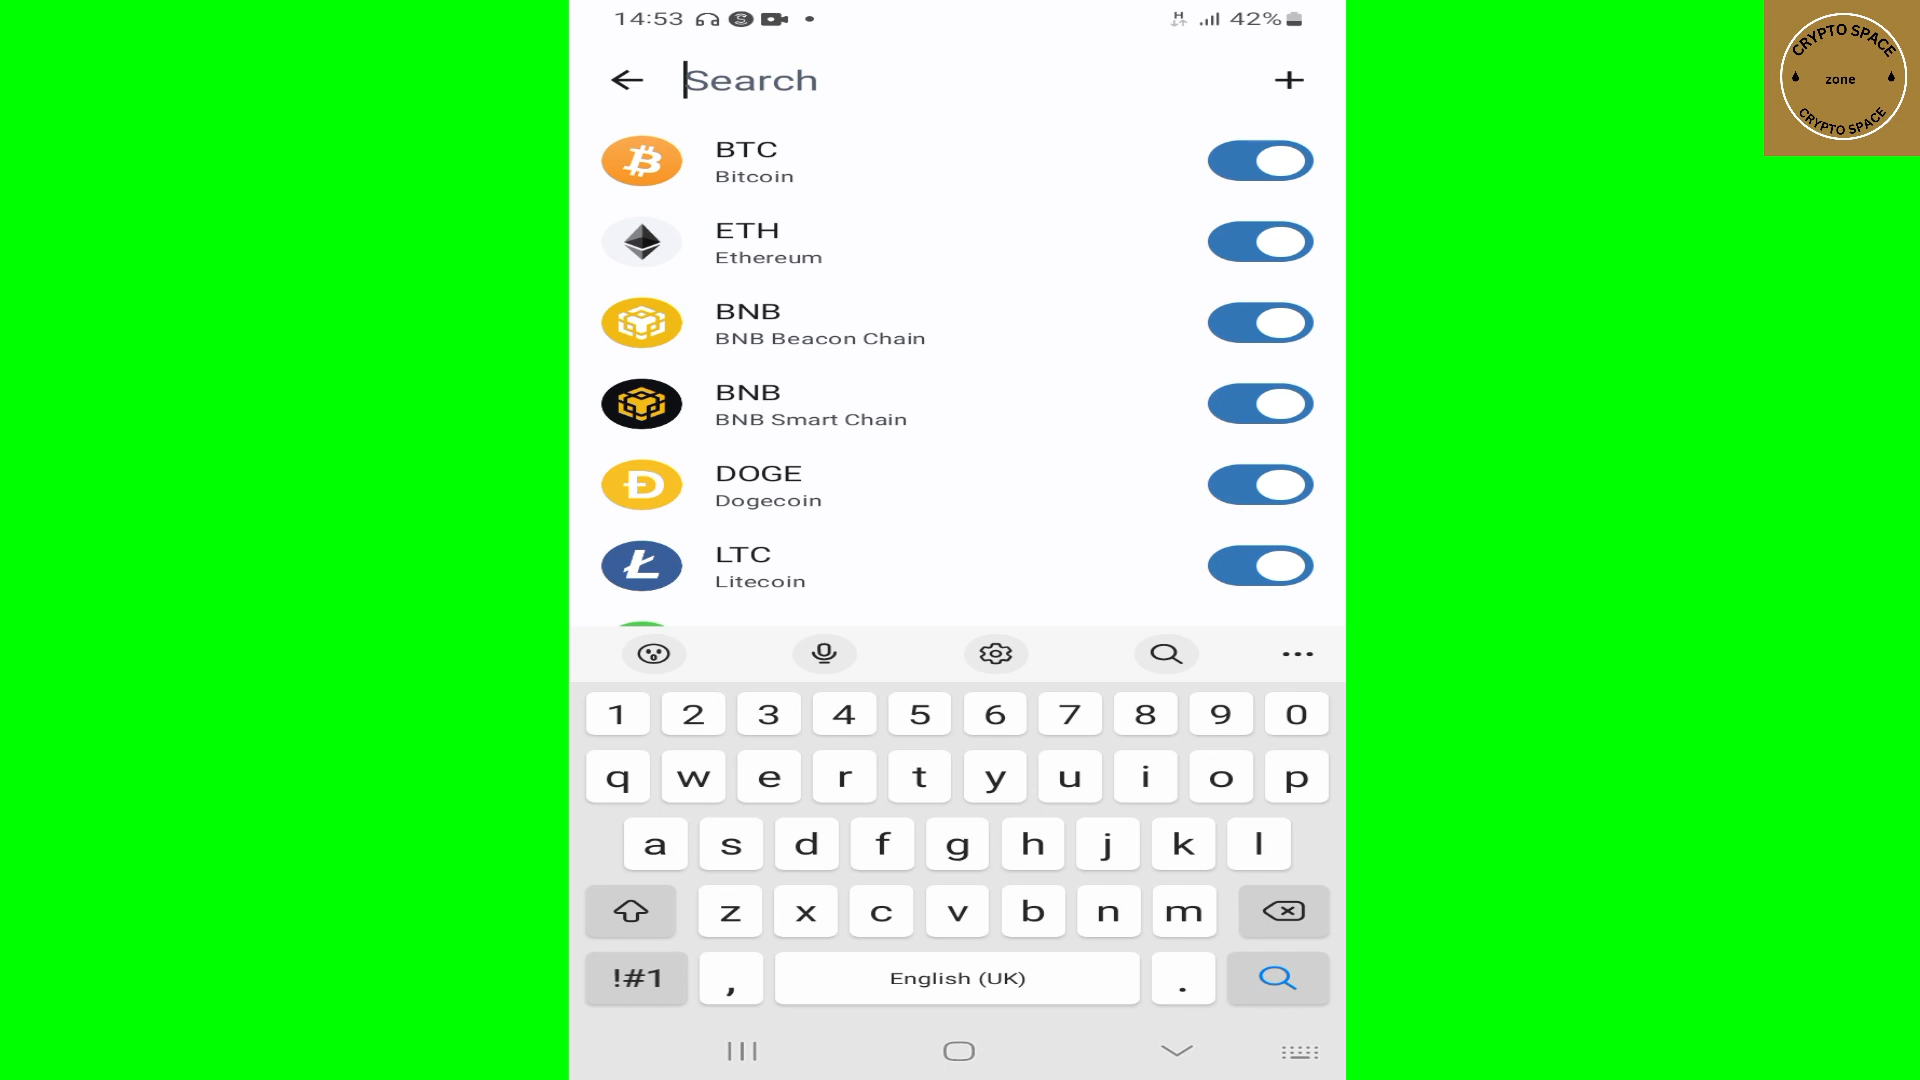 14:53
H
42%
Search
BTC
Bitcoin
ETH
Ethereum
BNB
BNB Beacon Chain
BNB
BNB Smart Chain
DOGE
Dogecoin
LTC
Litecoin
1 2 3 4 5 6 7 8 9 0
q w e r t y u i o p
a s d f g h j k l
z x c v b n m
!#1 , English (UK) .
CRYPTO SPACE
zone
CRYPTO SPACE